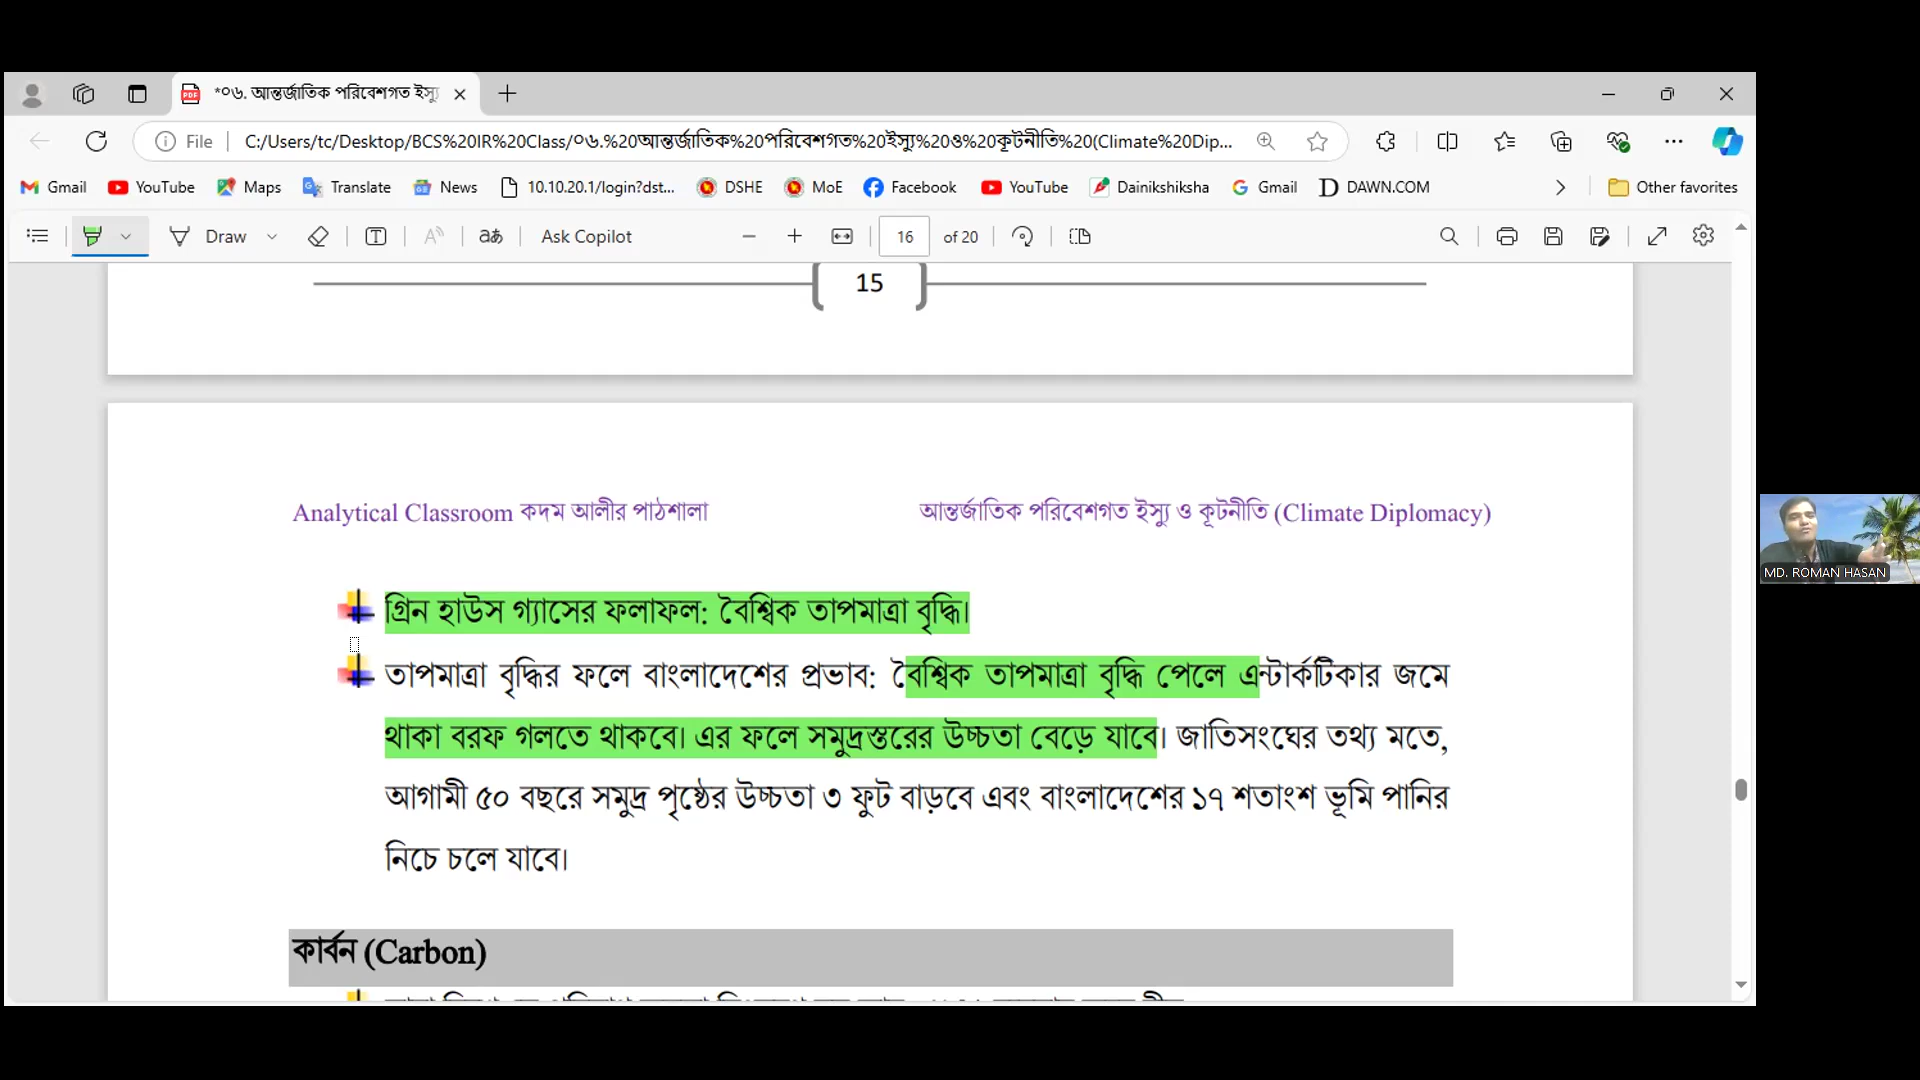 *০৬. আন্তর্জাতিক পরিবেশগত ইস্যু
File C:/Users/tc/Desktop/BCS%20IR%20Class/০৬.%20আন্তর্জাতিক%20পরিবেশগত%20ইস্যু%20ও%20কূটনীতি%20(Climate%20Dip...
Gmail YouTube Maps Translate News 10.10.20.1/login?dst... DSHE MoE Facebook YouTube Dainikshiksha Gmail DAWN.COM Other favorites
Draw Ask Copilot 16 of 20
15
Analytical Classroom কদম আলীর পাঠশালা আন্তর্জাতিক পরিবেশগত ইস্যু ও কূটনীতি (Climate Diplomacy)
গ্রিন হাউস গ্যাসের ফলাফল: বৈশ্বিক তাপমাত্রা বৃদ্ধি।
তাপমাত্রা বৃদ্ধির ফলে বাংলাদেশের প্রভাব: বৈশ্বিক তাপমাত্রা বৃদ্ধি পেলে এন্টার্কটিকার জমে
থাকা বরফ গলতে থাকবে। এর ফলে সমুদ্রস্তরের উচ্চতা বেড়ে যাবে। জাতিসংঘের তথ্য মতে,
আগামী ৫০ বছরে সমুদ্র পৃষ্ঠের উচ্চতা ৩ ফুট বাড়বে এবং বাংলাদেশের ১৭ শতাংশ ভূমি পানির
নিচে চলে যাবে।
কার্বন (Carbon)
MD. ROMAN HASAN